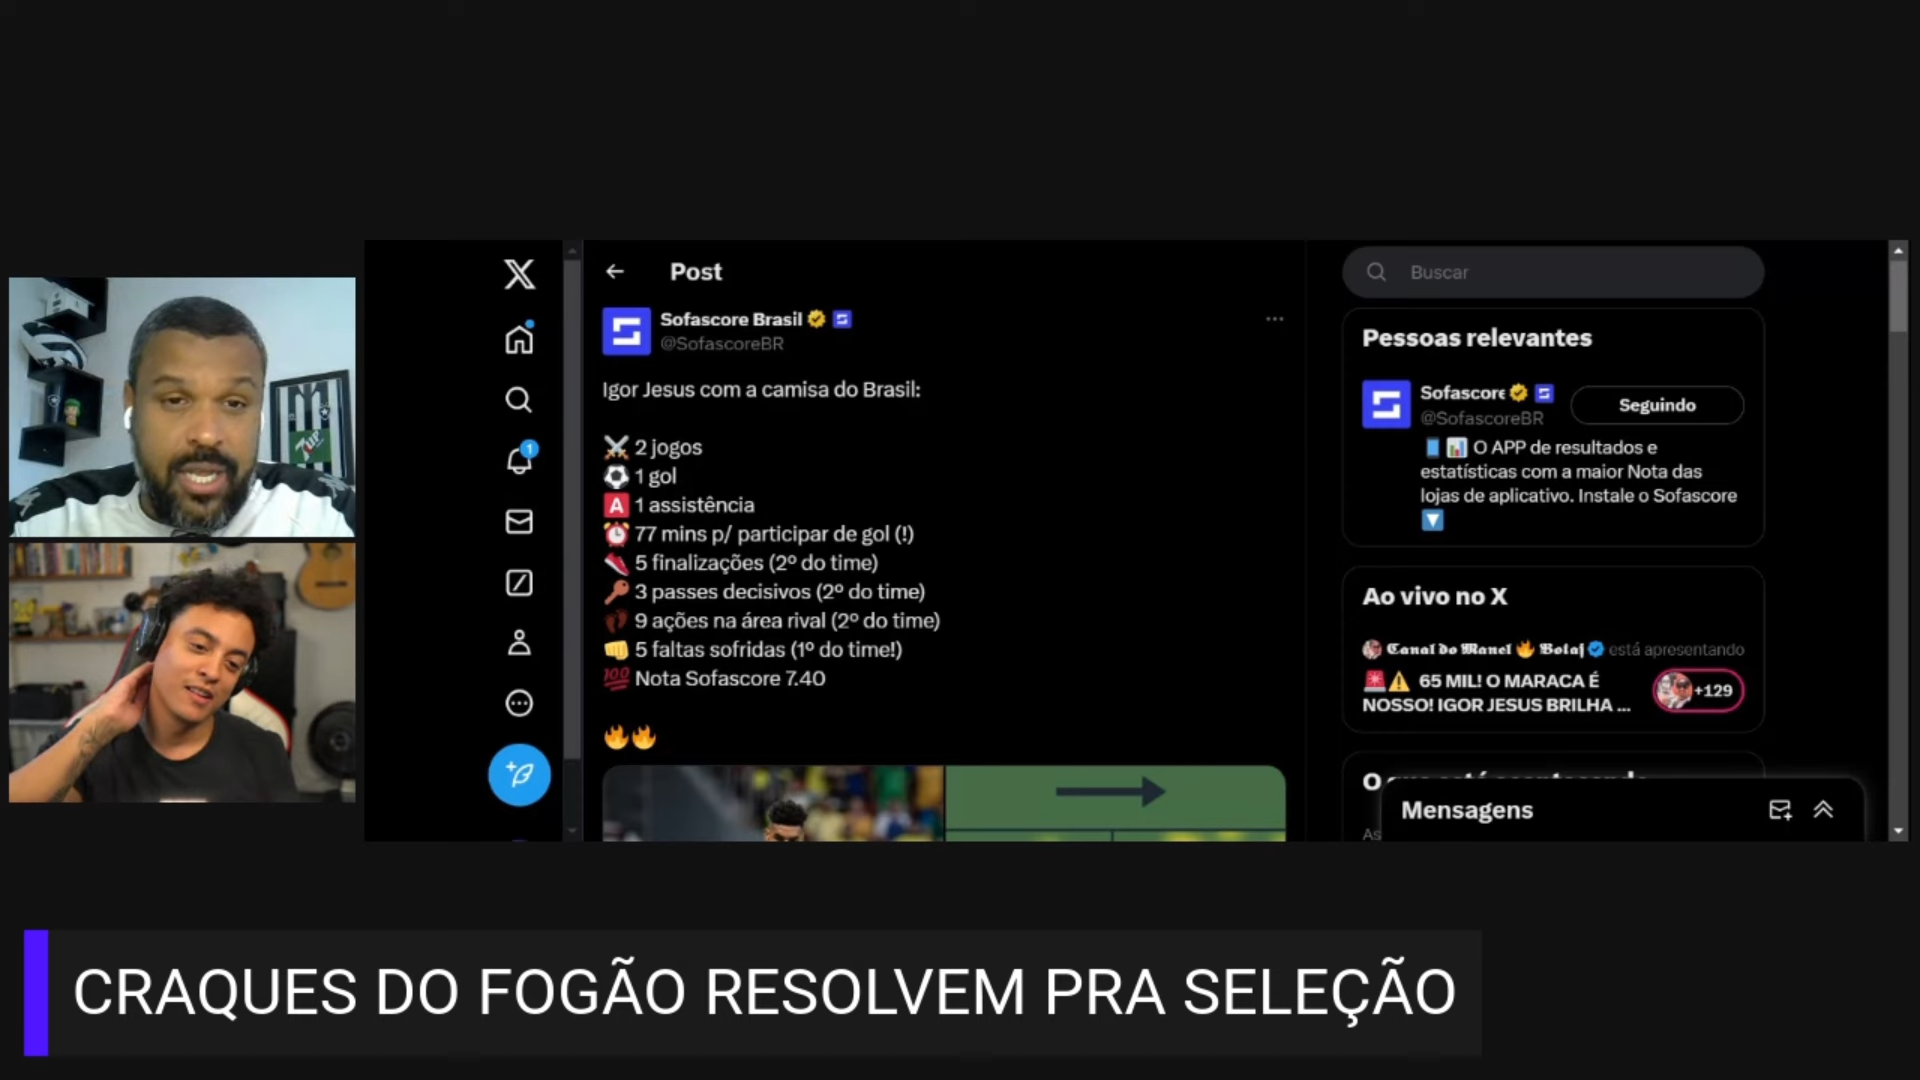 Post
Sofascore Brasil
@SofascoreBR
Igor Jesus com a camisa do Brasil:
2 jogos
1 gol
A 1 assistência
77 mins p/ participar de gol (!)
5 finalizações (2º do time)
3 passes decisivos (2º do time)
9 ações na área rival (2º do time)
5 faltas sofridas (1º do time!)
💯 Nota Sofascore 7.40
Buscar
Pessoas relevantes
Sofascore
@SofascoreBR
Seguindo
O APP de resultados e
estatísticas com a maior Nota das
lojas de aplicativo. Instale o Sofascore
Ao vivo no X
Canal do Manel 🔥 Bolaf está apresentando
65 MIL! O MARACA É
NOSSO! IGOR JESUS BRILHA ...
+129
Mensagens
1
7UP
CRAQUES DO FOGÃO RESOLVEM PRA SELEÇÃO